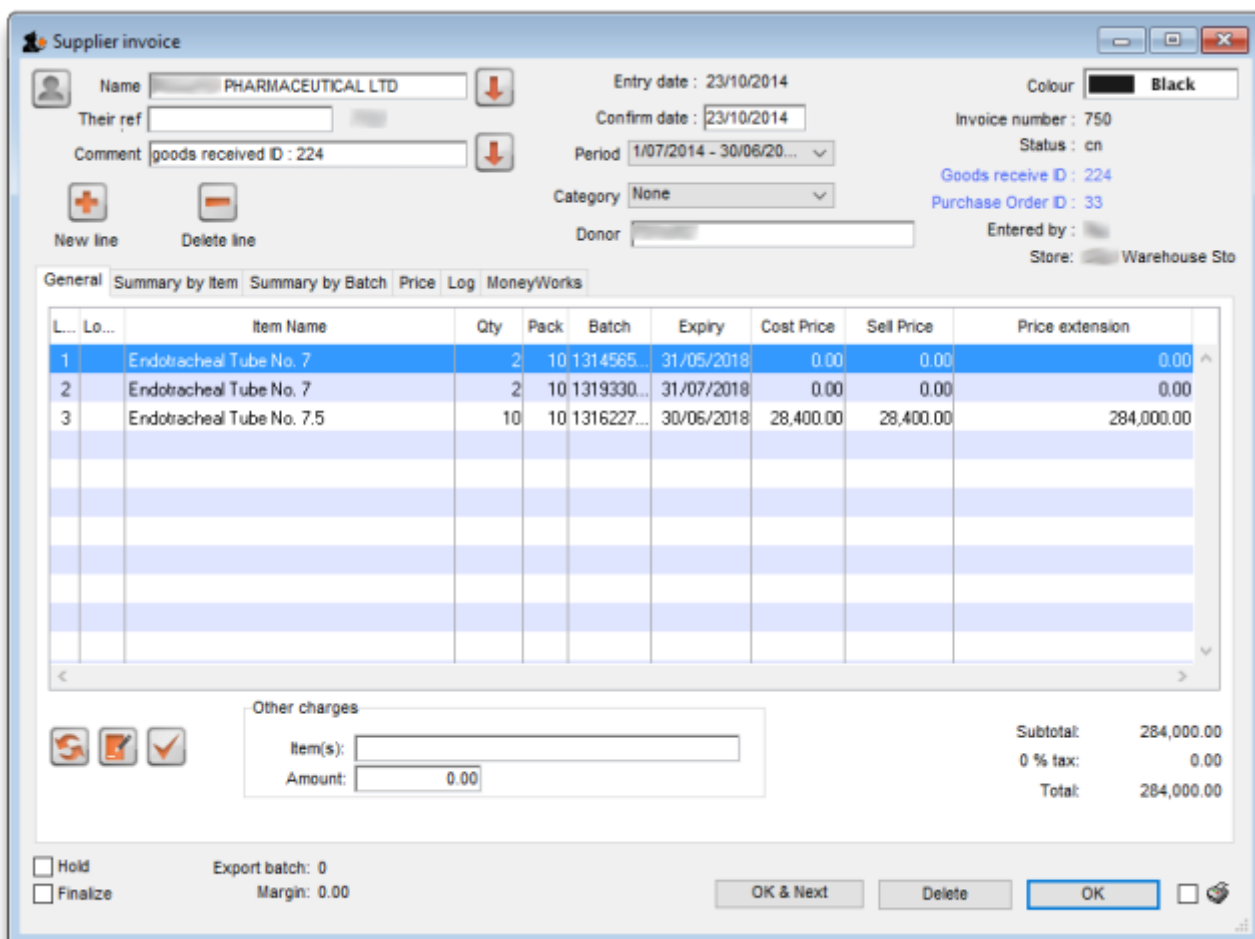 Supplier invoice
Name PHARMACEUTICAL LTD
Their ref
Comment goods received ID : 224
New line Delete line
Entry date : 23/10/2014
Confirm date : 23/10/2014
Period 1/07/2014 - 30/06/20...
Category None
Donor
Colour Black
Invoice number : 750
Status : cn
Goods receive ID : 224
Purchase Order ID : 33
Entered by :
Store: Warehouse Sto
General Summary by Item Summary by Batch Price Log MoneyWorks
L... Lo... Item Name Qty Pack Batch Expiry Cost Price Sell Price Price extension
1 Endotracheal Tube No. 7 2 10 1314565... 31/05/2018 0.00 0.00 0.00
2 Endotracheal Tube No. 7 2 10 1319330... 31/07/2018 0.00 0.00 0.00
3 Endotracheal Tube No. 7.5 10 10 1316227... 30/06/2018 28,400.00 28,400.00 284,000.00
Other charges
Item(s):
Amount: 0.00
Subtotal: 284,000.00
0 % tax: 0.00
Total: 284,000.00
Hold
Finalize
Export batch: 0
Margin: 0.00
OK & Next Delete OK